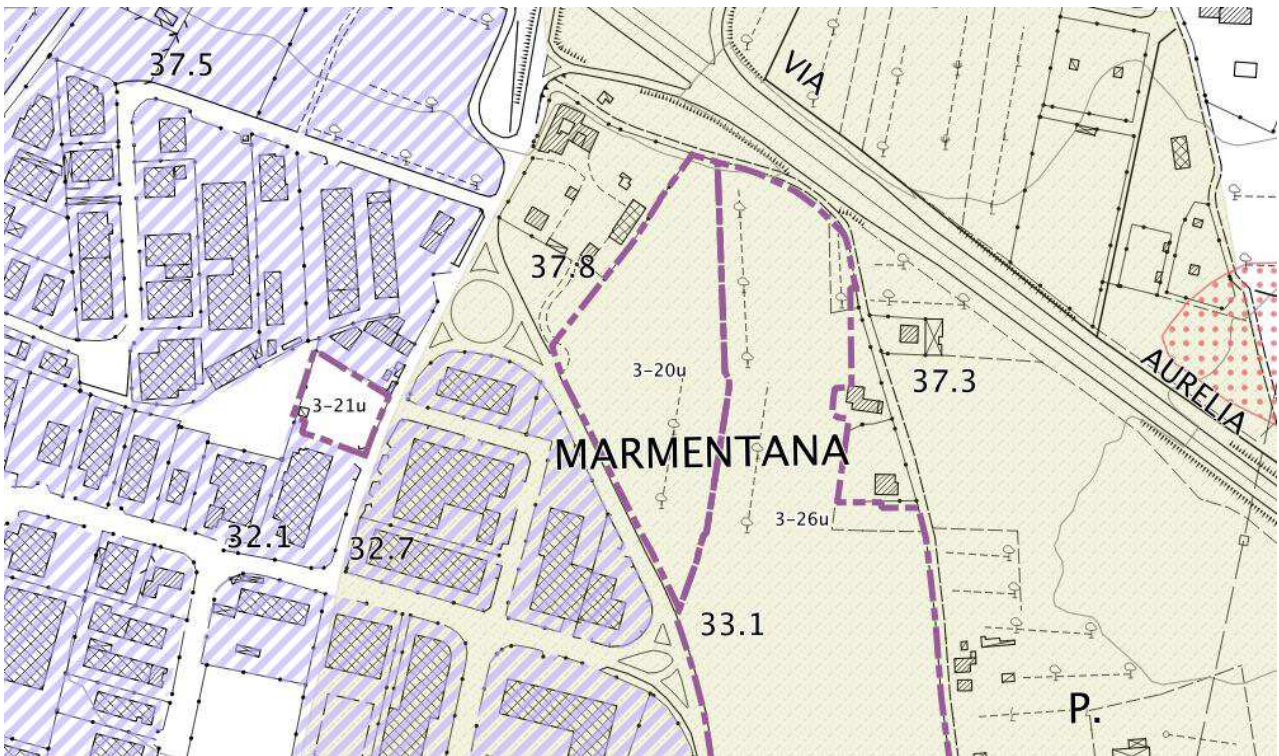 37.5
VIA
37.8
3-20u
37.3
AURELIA
3-21u
MARMENTANA
3-26u
32.1
32.7
33.1
P.